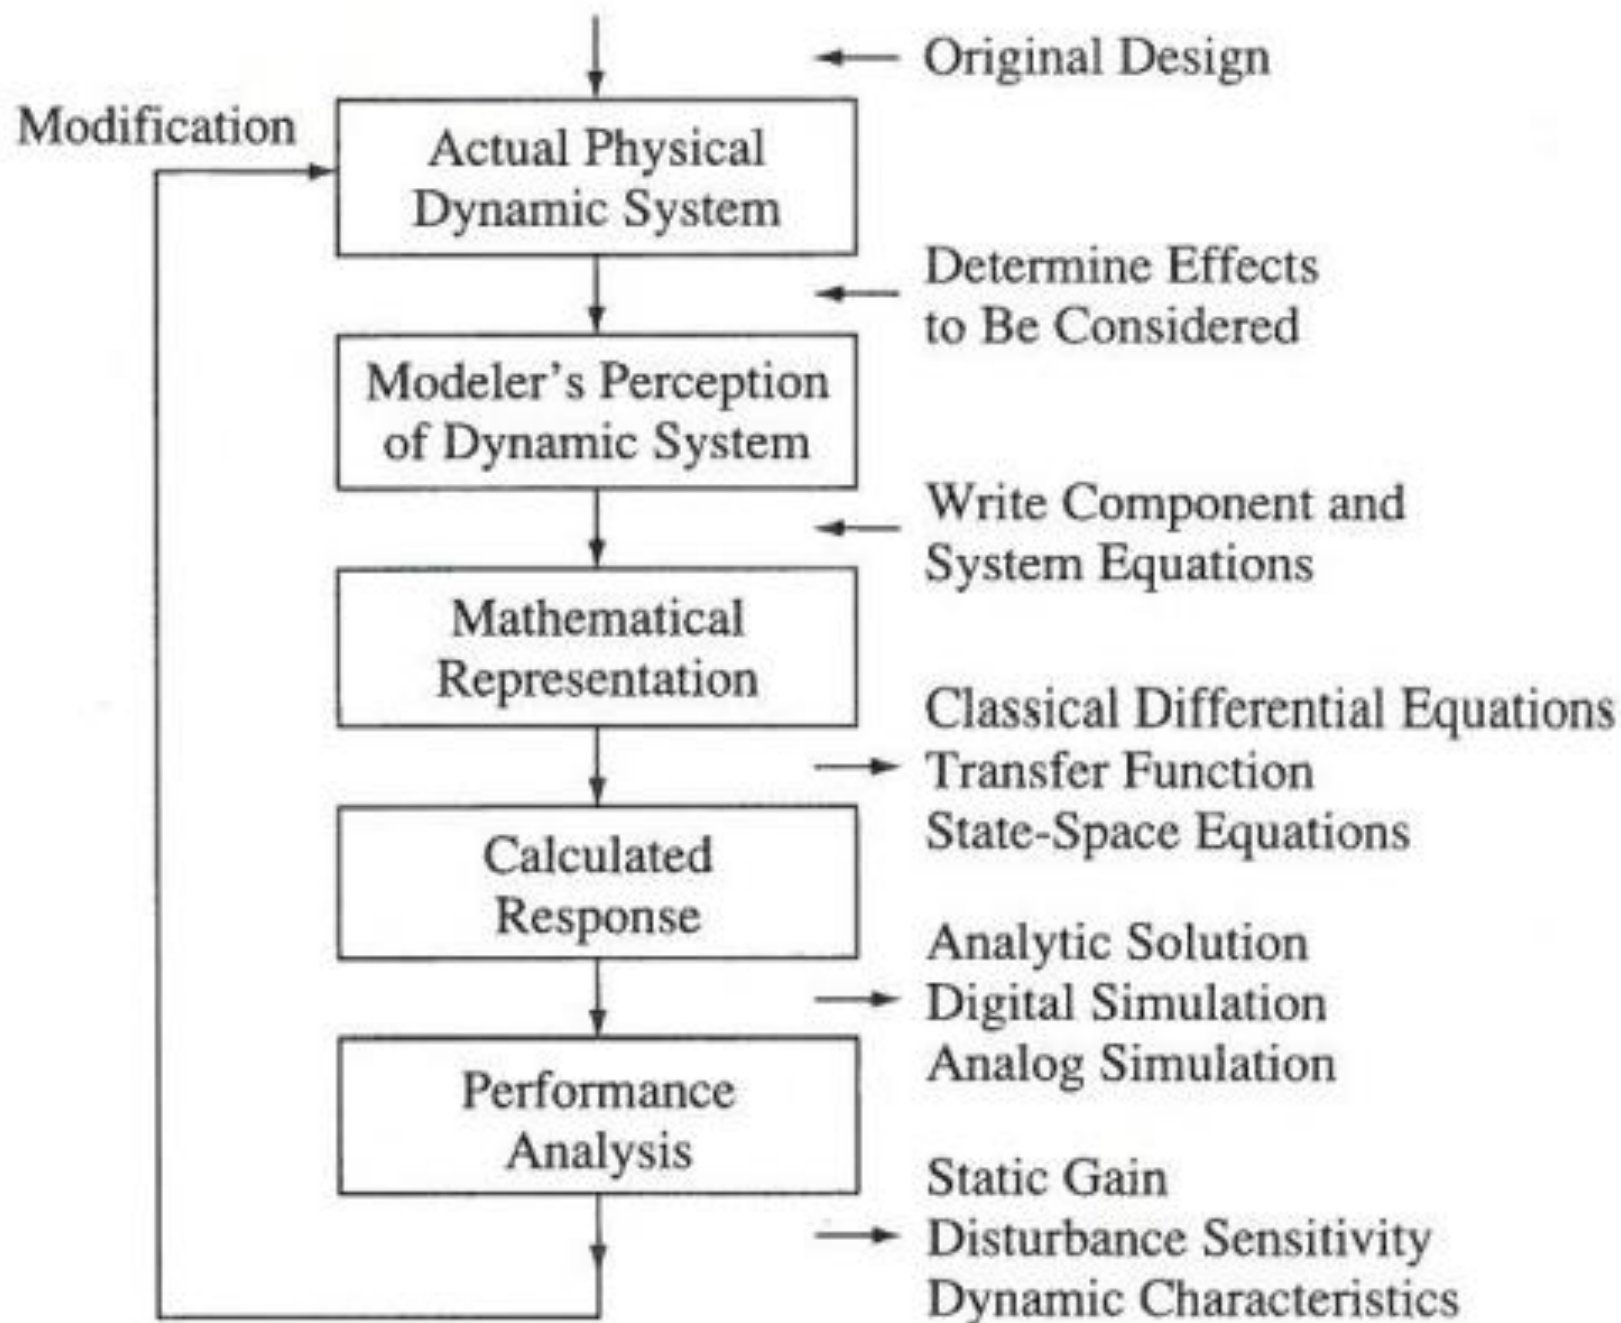 Original Design
Modification
Actual Physical
Dynamic System
Determine Effects
to Be Considered
Modeler's Perception
of Dynamic System
Write Component and
System Equations
Mathematical
Representation
Classical Differential Equations
Transfer Function
State-Space Equations
Calculated
Response
Analytic Solution
Digital Simulation
Analog Simulation
Performance
Analysis
Static Gain
Disturbance Sensitivity
Dynamic Characteristics